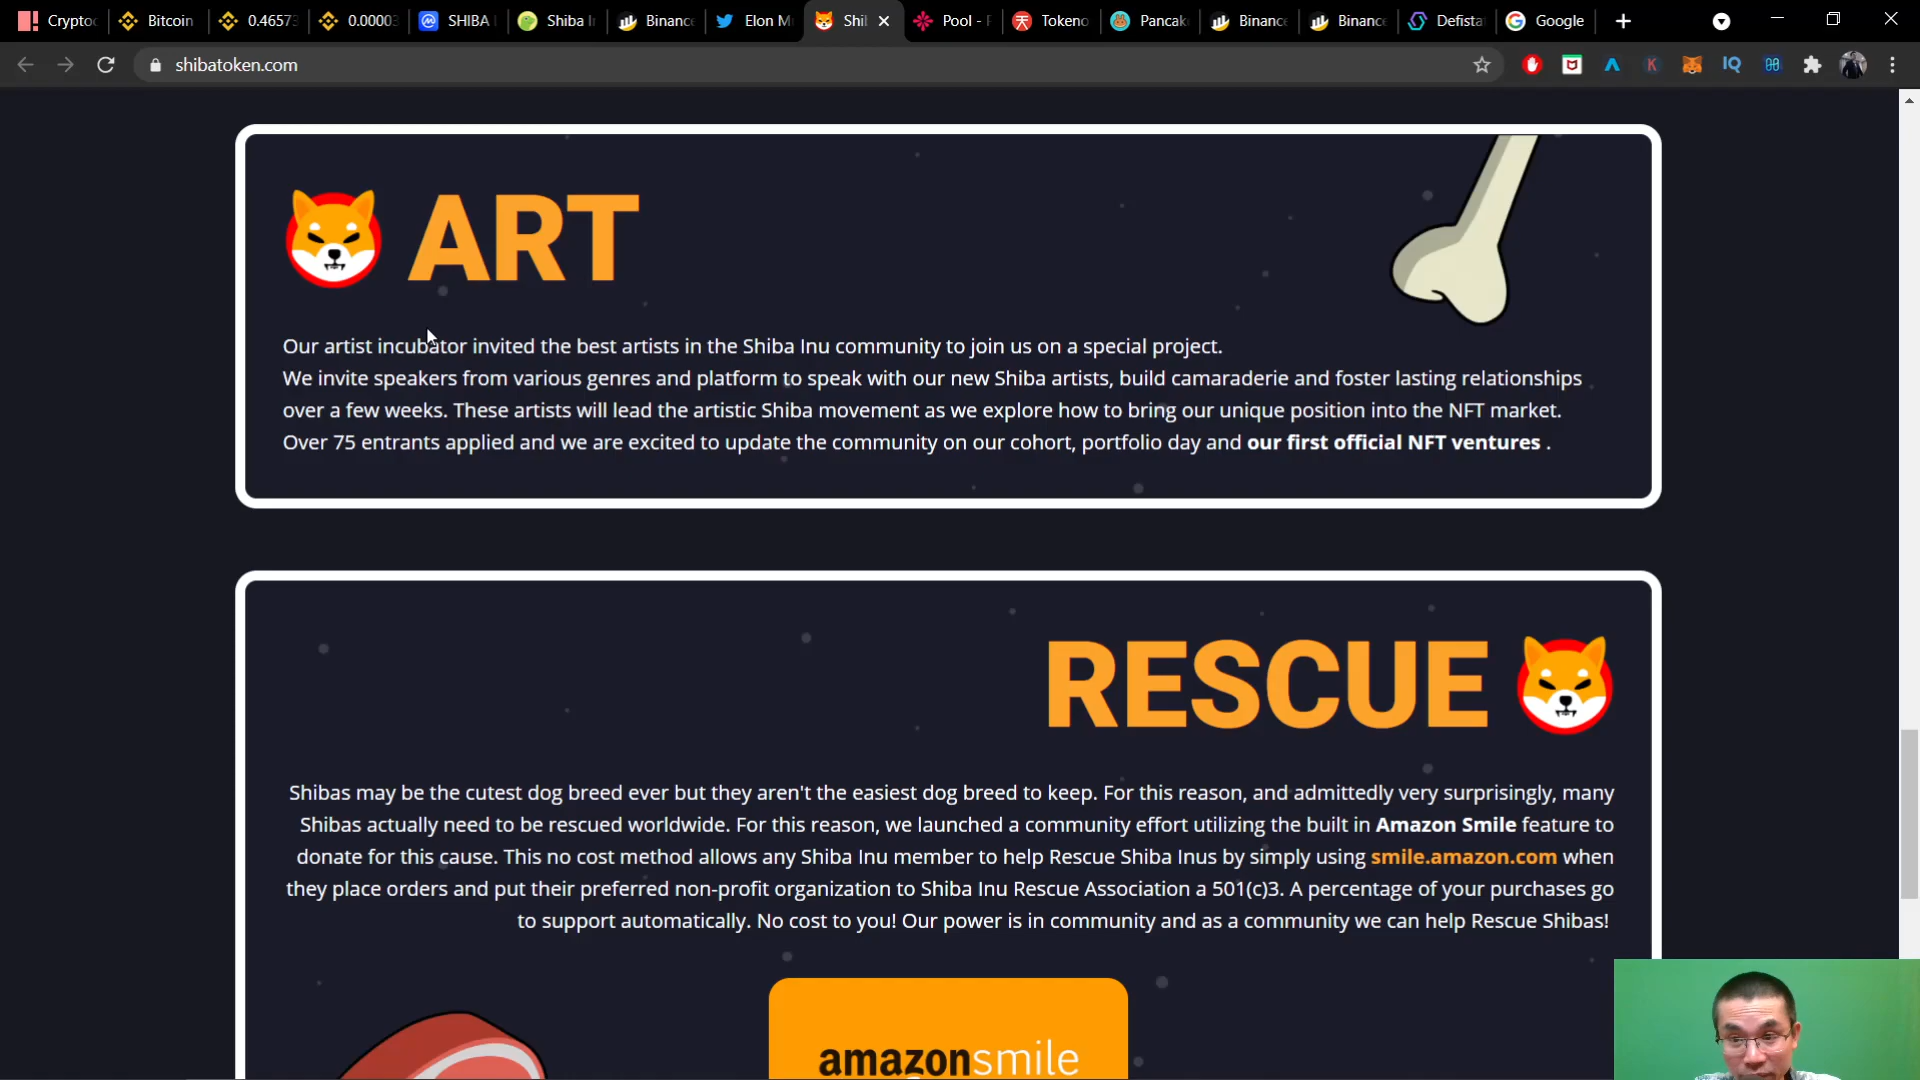 Cryptoc
Bitcoin
0.46573
0.00003
SHIBA
Shiba I
Binance
Elon M
Shi
Pool -
Tokeno
Pancak
Binance
Binance
Defista
Google
shibatoken.com
IQ
ART
Our artist incubator invited the best artists in the Shiba Inu community to join us on a special project.
We invite speakers from various genres and platform to speak with our new Shiba artists, build camaraderie and foster lasting relationships
over a few weeks. These artists will lead the artistic Shiba movement as we explore how to bring our unique position into the NFT market.
Over 75 entrants applied and we are excited to update the community on our cohort, portfolio day and our first official NFT ventures .
RESCUE
Shibas may be the cutest dog breed ever but they aren't the easiest dog breed to keep. For this reason, and admittedly very surprisingly, many
Shibas actually need to be rescued worldwide. For this reason, we launched a community effort utilizing the built in Amazon Smile feature to
donate for this cause. This no cost method allows any Shiba Inu member to help Rescue Shiba Inus by simply using smile.amazon.com when
they place orders and put their preferred non-profit organization to Shiba Inu Rescue Association a 501(c)3. A percentage of your purchases go
to support automatically. No cost to you! Our power is in community and as a community we can help Rescue Shibas!
amazonsmile